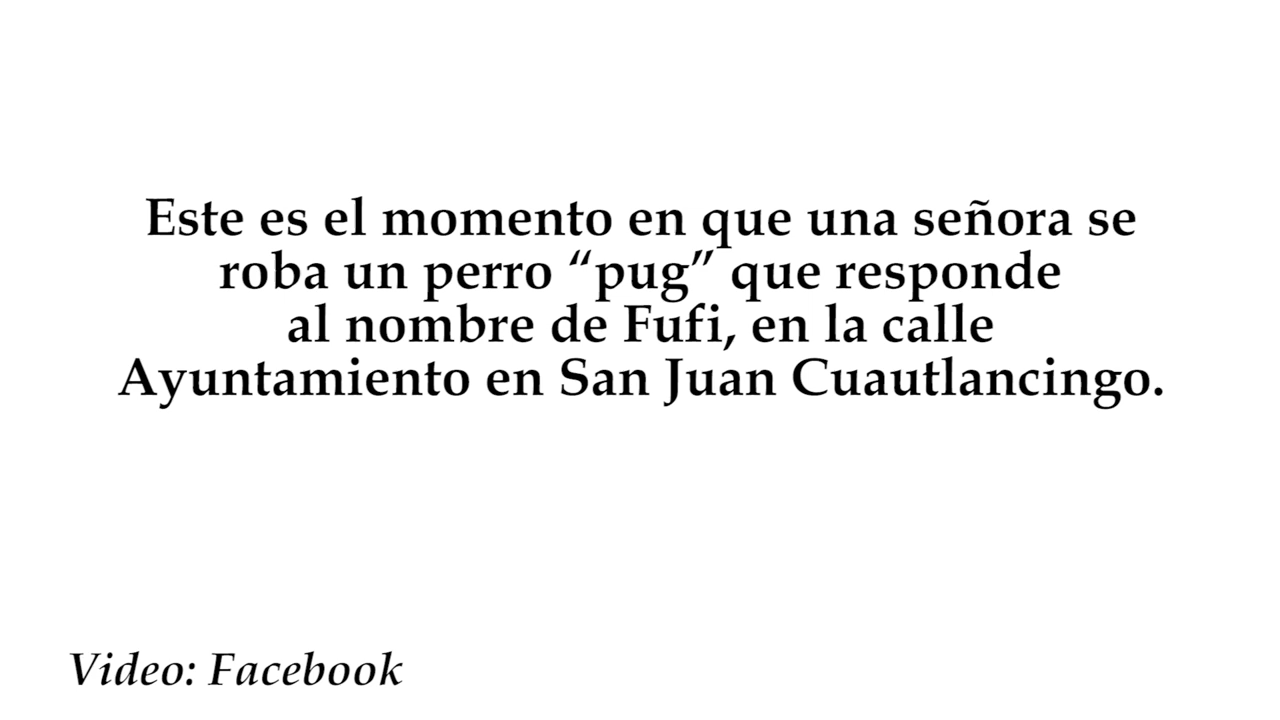 Este es el momento en que una señora se
roba un perro “pug” que responde
al nombre de Fufi, en la calle
Ayuntamiento en San Juan Cuautlancingo.
Video: Facebook